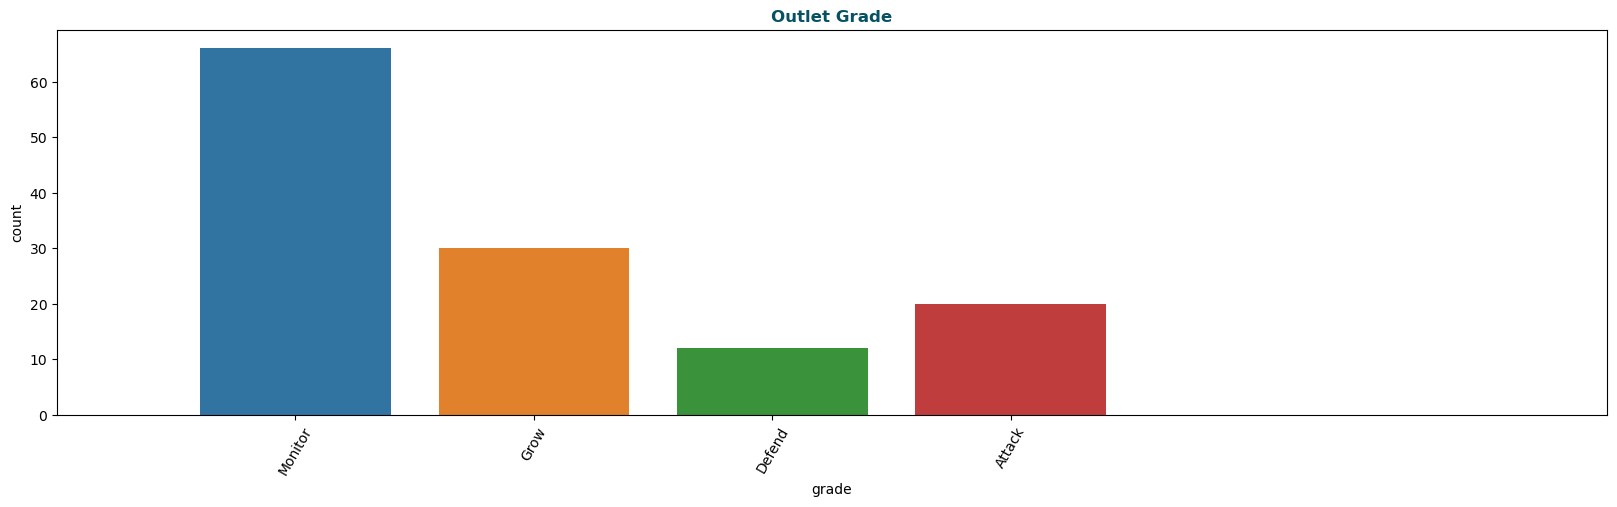 Outlet Grade
count
60
50
40
30
20
10
0
Monitor
Grow
Defend
Attack
grade